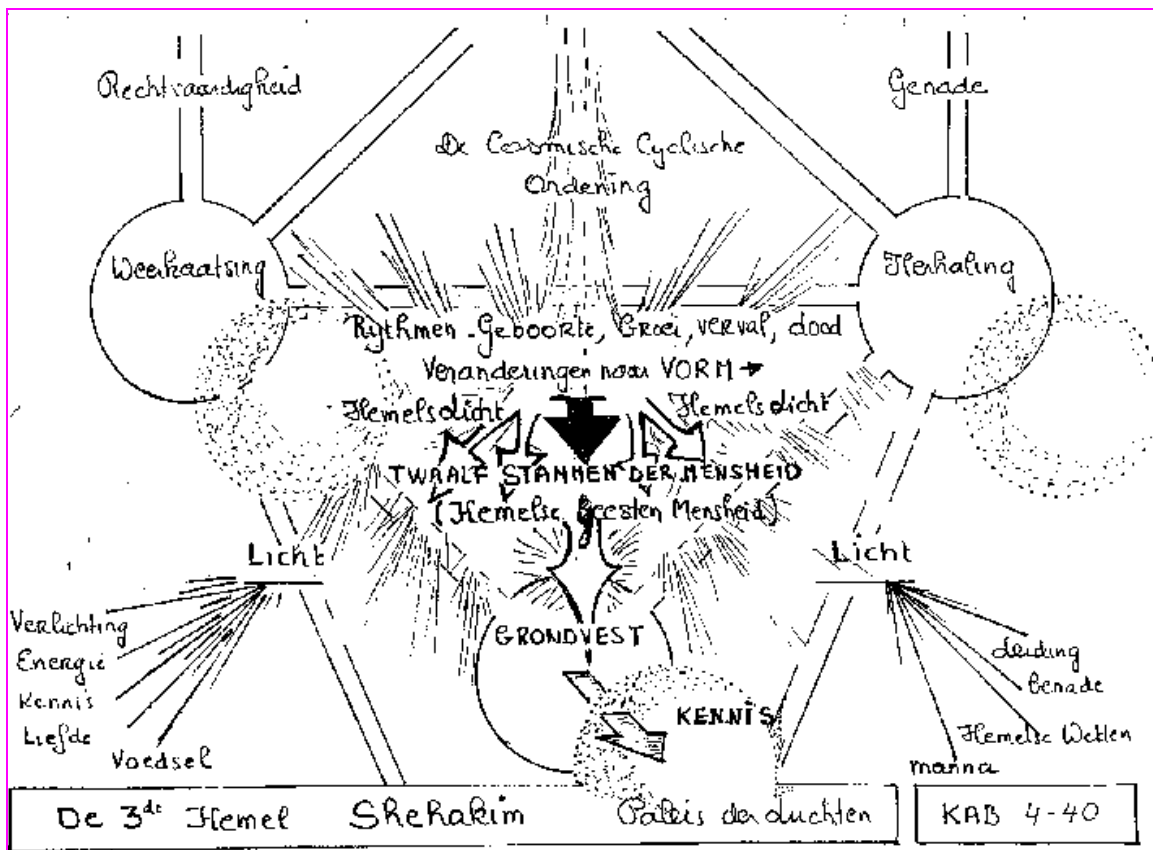 Rechtvaardigheid
Genade
De Cosmische Cyclische
Ordening
Weerkaatsing
Herhaling
Rythmen - Geboorte, Groei, verval, dood
Veranderingen naar VORM →
Hemelslicht
Hemelslicht
TWAALF STAMMEN DER MENSHEID
(Hemelse Geesten Mensheid)
Licht
Licht
Verlichting
Energie
Kennis
Liefde
Voedsel
GRONDVEST
KENNIS
Leiding
Genade
Hemelse Wetten
manna
De 3de Hemel Shehakim Paleis der Luchten
KAB 4-40